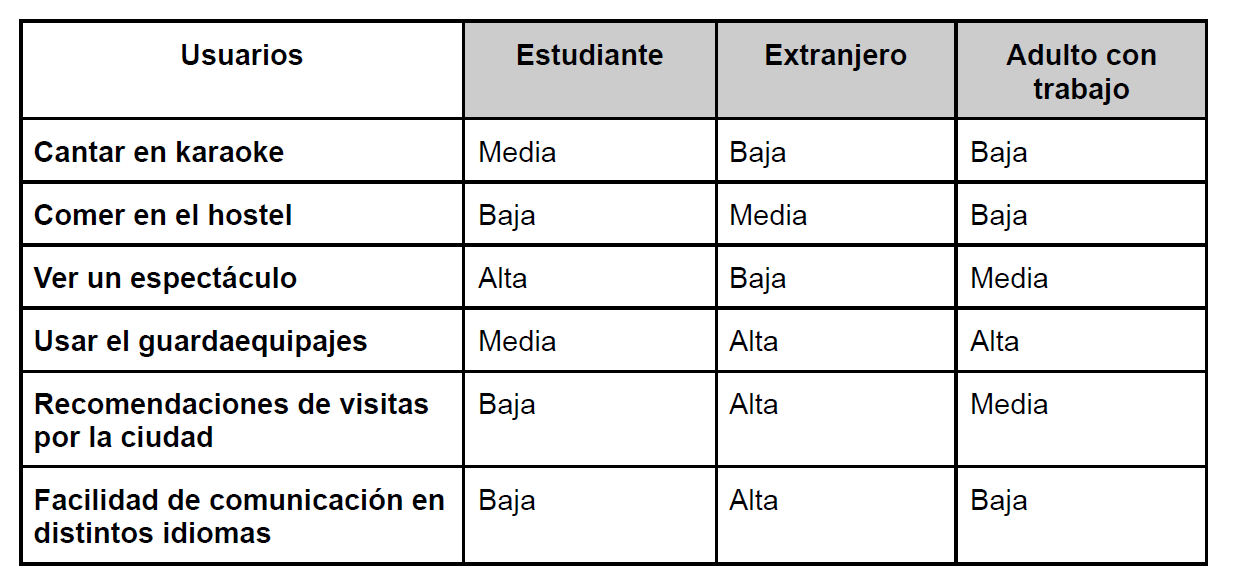 Usuarios Estudiante Extranjero Adulto con
trabajo
Cantar en karaoke Media Baja Baja
Comer en el hostel Baja Media Baja
Ver un espectáculo Alta Baja Media
Usar el guardaequipajes Media Alta Alta
Recomendaciones de visitas Baja Alta Media
por la ciudad
Facilidad de comunicación en Baja Alta Baja
distintos idiomas